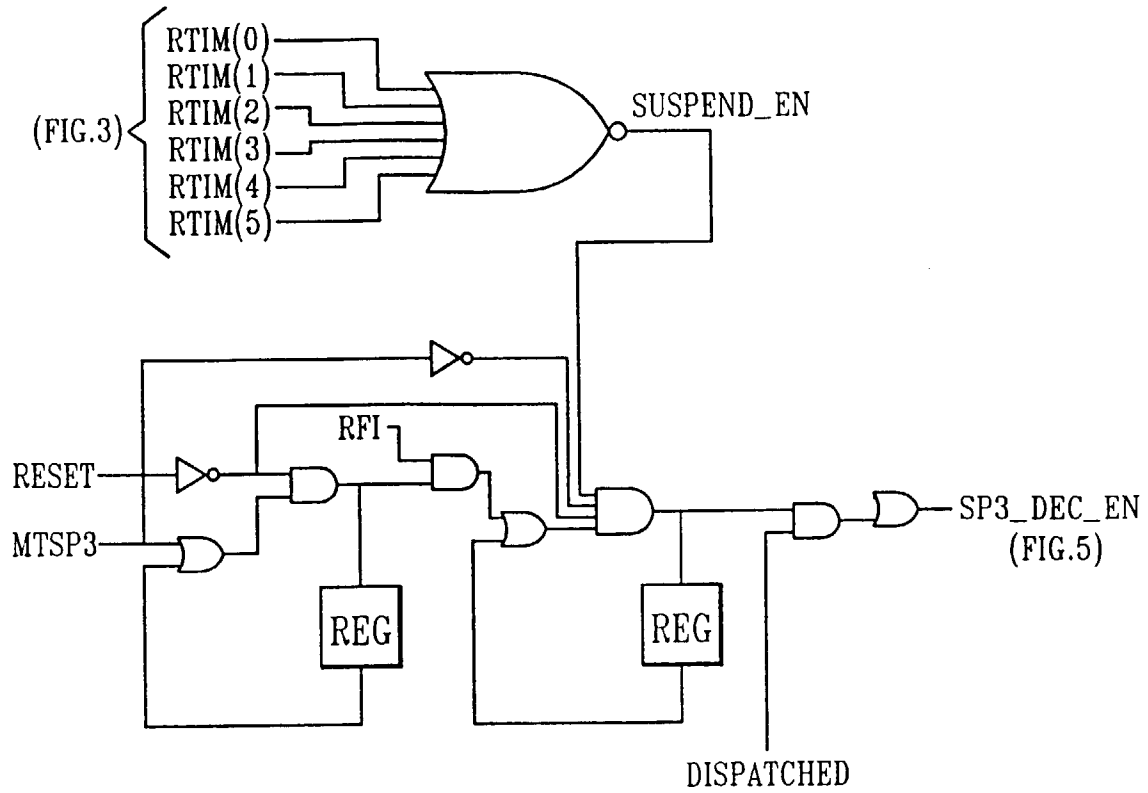 RTIM(0)
RTIM(1)
RTIM(2)
RTIM(3)
RTIM(4)
RTIM(5)
(FIG.3)
SUSPEND_EN
RFI
RESET
MTSP3
REG
REG
SP3_DEC_EN
(FIG.5)
DISPATCHED